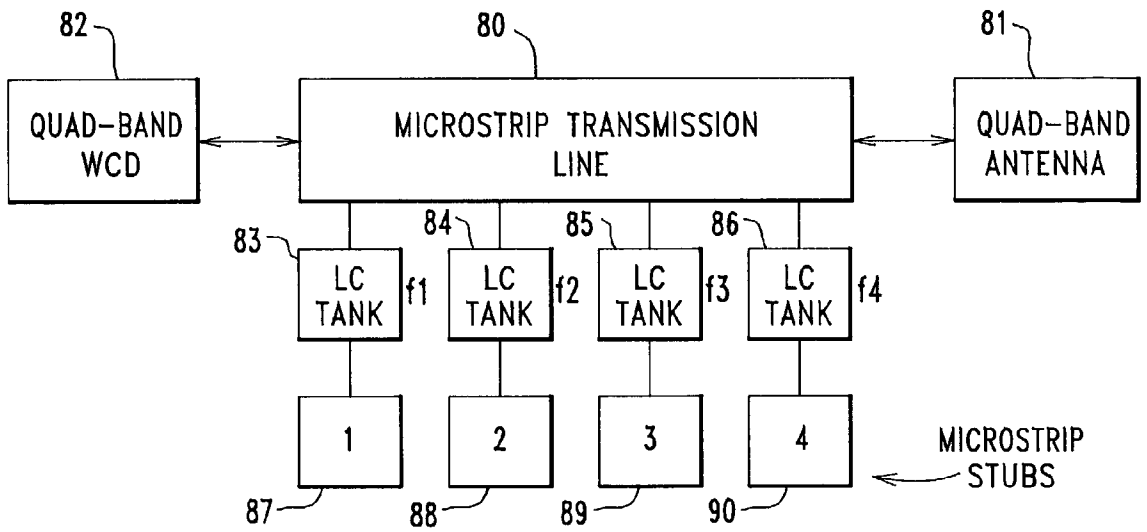 82
80
81
QUAD-BAND
WCD
MICROSTRIP TRANSMISSION
LINE
QUAD-BAND
ANTENNA
83
84
85
86
LC
TANK
f1
LC
TANK
f2
LC
TANK
f3
LC
TANK
f4
1
2
3
4
MICROSTRIP
STUBS
87
88
89
90